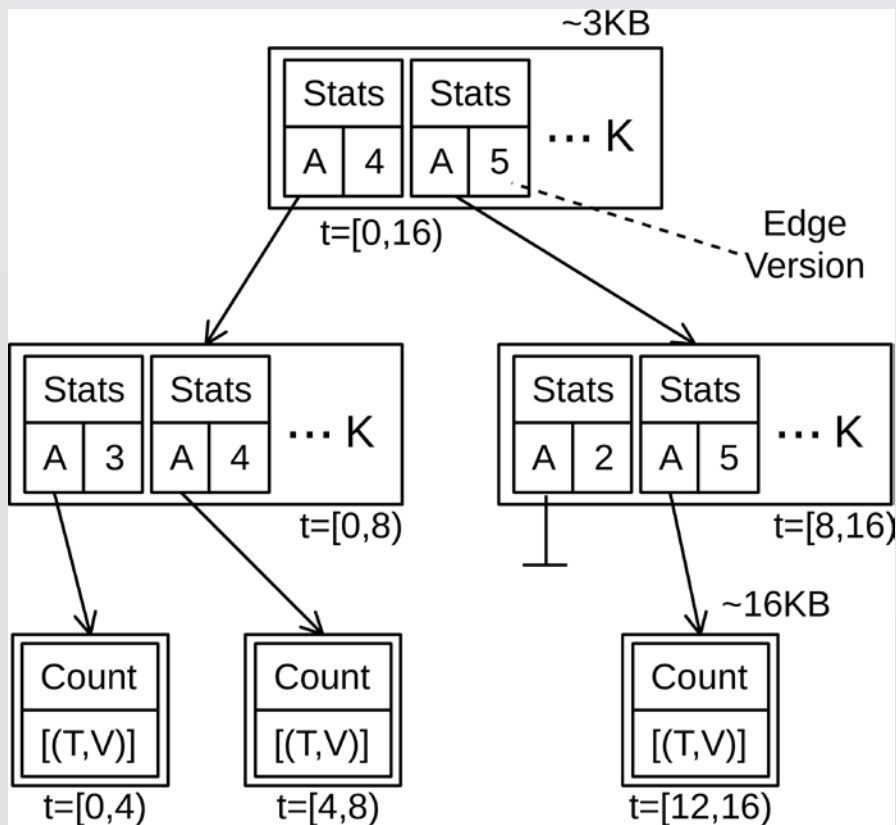 ~3KB
Stats Stats
A 4 A 5 ... K
t=[0,16)
Edge
Version
Stats Stats
A 3 A 4 ... K
t=[0,8)
Stats Stats
A 2 A 5 ... K
t=[8,16)
~16KB
Count
[(T,V)]
t=[0,4)
Count
[(T,V)]
t=[4,8)
Count
[(T,V)]
t=[12,16)